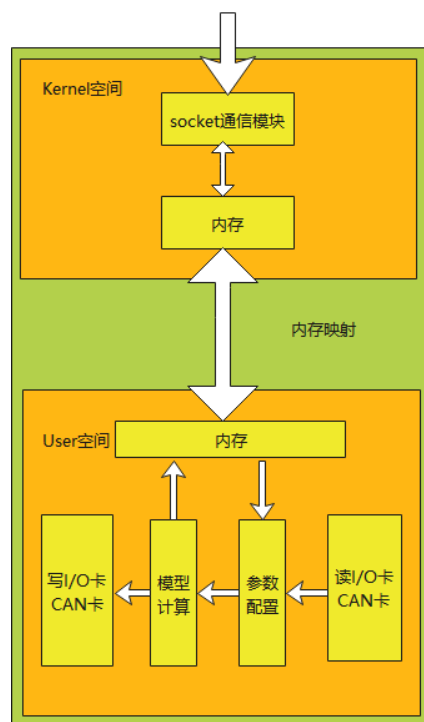 Kernel空间
socket通信模块
内存
内存映射
User空间
内存
写I/O卡
CAN卡
模型
计算
参数
配置
读I/O卡
CAN卡